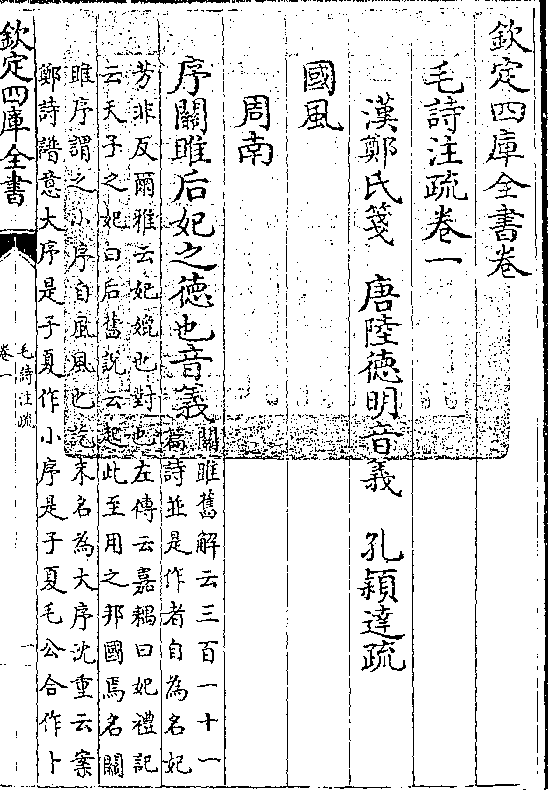 欽定四庫全書卷
毛詩注疏卷一
漢鄭氏箋　唐陸德明音義　孔穎達疏
國風
周南
序關雎后妃之德也音義
關雎舊解云三百一十一
篇詩並是作者自為名妃
芳非反爾雅云妃媲也對也左傳云嘉耦曰妃禮記
云天子之妃曰后舊說云起此至用之邦國焉名關
雎序謂之小序自風風也訖末名為大序沈重云案
鄭詩譜意大序是子夏作小序是子夏毛公合作卜
欽定四庫全書
毛詩注疏
卷一
一